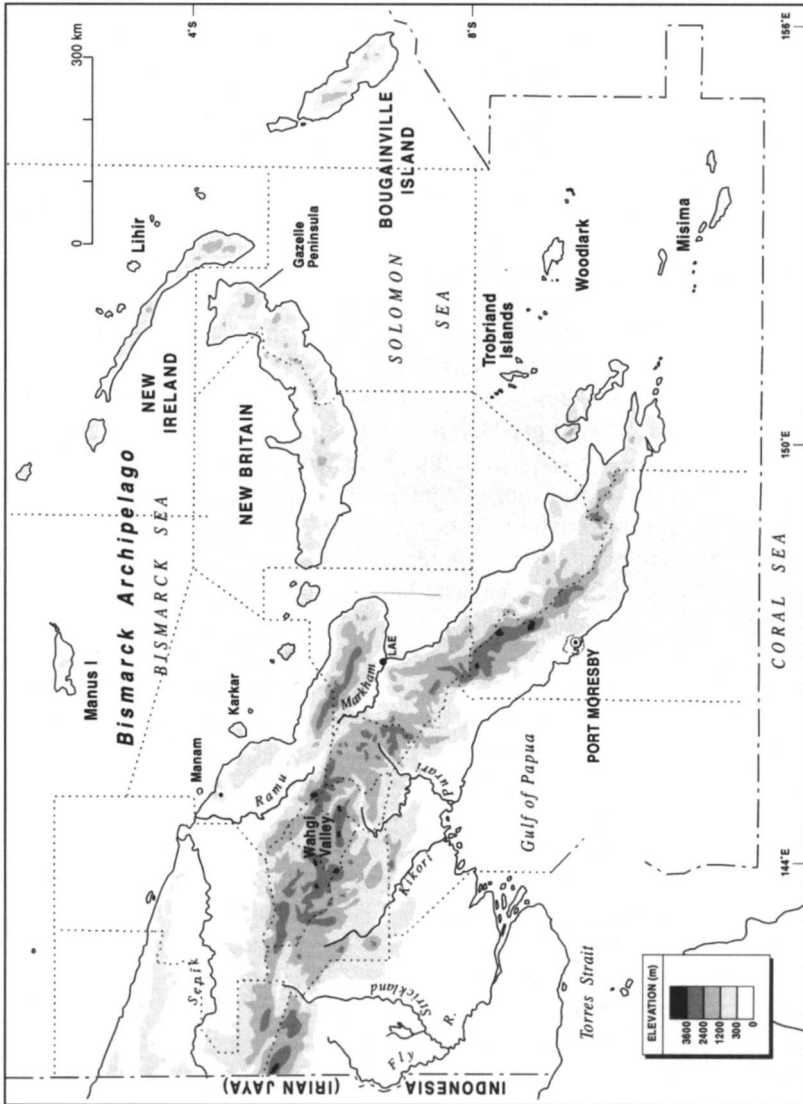 4°S
8°S
156°E
150°E
144°E
0
300 km
Manus I
Bismarck Archipelago
BISMARCK SEA
NEW
IRELAND
Lihir
NEW BRITAIN
Gazelle
Peninsula
BOUGAINVILLE
ISLAND
SOLOMON
SEA
Manam
Karkar
Sepik
Ramu
Wahgi
Valley
Markham
LAE
Purari
Kikori
Strickland
Fly
R.
Gulf of Papua
PORT MORESBY
Trobriand
Islands
Woodlark
Misima
CORAL SEA
Torres Strait
INDONESIA
(IRIAN JAYA)
ELEVATION (m)
3600
2400
1200
300
0